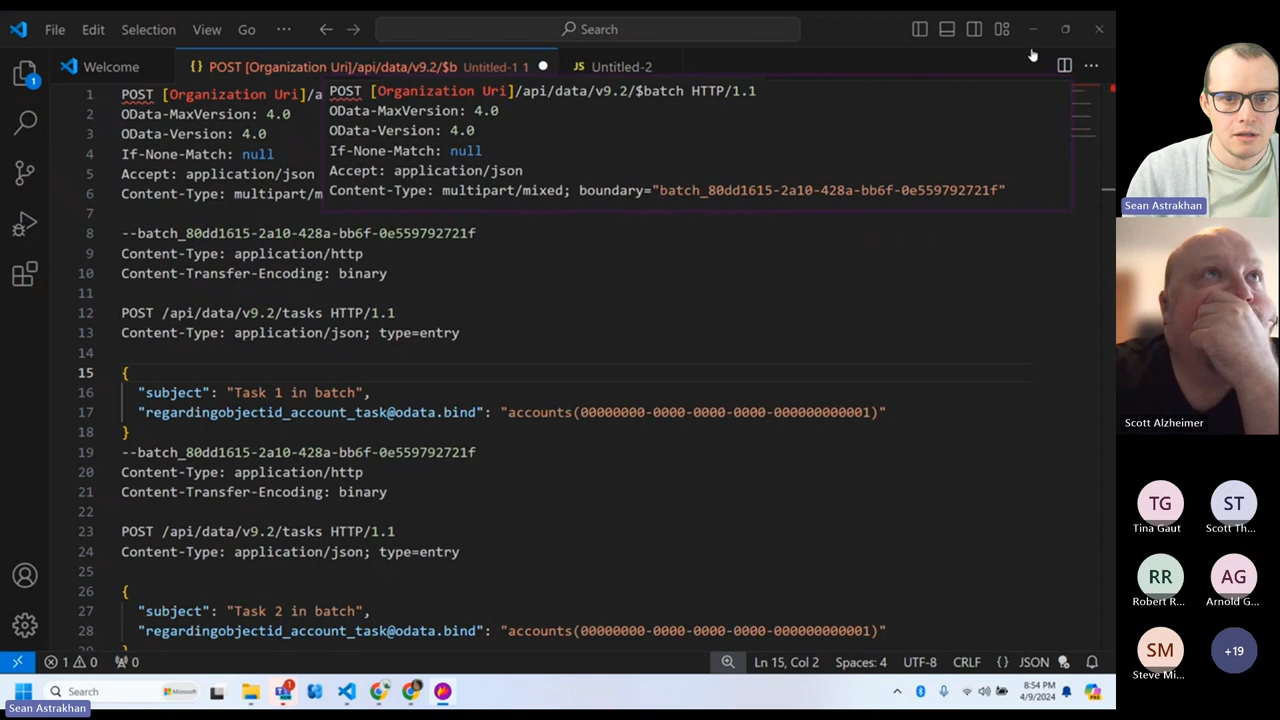 File Edit Selection View Go ··· Search
Welcome
POST [Organization Uri]/api/data/v9.2/$b Untitled-1 1
JS Untitled-2
1 POST [Organization Uri]/a
2 OData-MaxVersion: 4.0
3 OData-Version: 4.0
4 If-None-Match: null
5 Accept: application/json
6 Content-Type: multipart/m
POST [Organization Uri]/api/data/v9.2/$batch HTTP/1.1
OData-MaxVersion: 4.0
OData-Version: 4.0
If-None-Match: null
Accept: application/json
Content-Type: multipart/mixed; boundary="batch_80dd1615-2a10-428a-bb6f-0e559792721f"
7
8 --batch_80dd1615-2a10-428a-bb6f-0e559792721f
9 Content-Type: application/http
10 Content-Transfer-Encoding: binary
11
12 POST /api/data/v9.2/tasks HTTP/1.1
13 Content-Type: application/json; type=entry
14
15 {
16 "subject": "Task 1 in batch",
17 "regardingobjectid_account_task@odata.bind": "accounts(00000000-0000-0000-0000-000000000001)"
18 }
19 --batch_80dd1615-2a10-428a-bb6f-0e559792721f
20 Content-Type: application/http
21 Content-Transfer-Encoding: binary
22
23 POST /api/data/v9.2/tasks HTTP/1.1
24 Content-Type: application/json; type=entry
25
26 {
27 "subject": "Task 2 in batch",
28 "regardingobjectid_account_task@odata.bind": "accounts(00000000-0000-0000-0000-000000000001)"
1
1 0 0 Ln 15, Col 2 Spaces: 4 UTF-8 CRLF {} JSON
Search Microsoft 1
8:54 PM
4/9/2024
Sean Astrakhan
Sean Astrakhan
Scott Alzheimer
TG ST
Tina Gaut Scott Th...
RR AG
Robert R... Arnold G...
SM +19
Steve Mi...